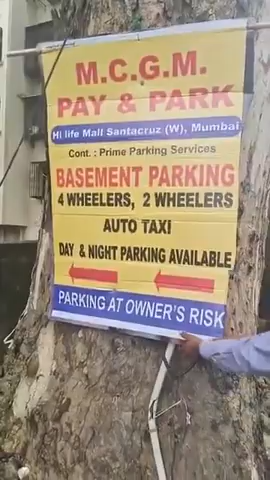 M.C.G.M.
PAY & PARK
Hi life Mall Santacruz (W), Mumbai
Cont. : Prime Parking Services
BASEMENT PARKING
4 WHEELERS, 2 WHEELERS
AUTO TAXI
DAY & NIGHT PARKING AVAILABLE
PARKING AT OWNER'S RISK